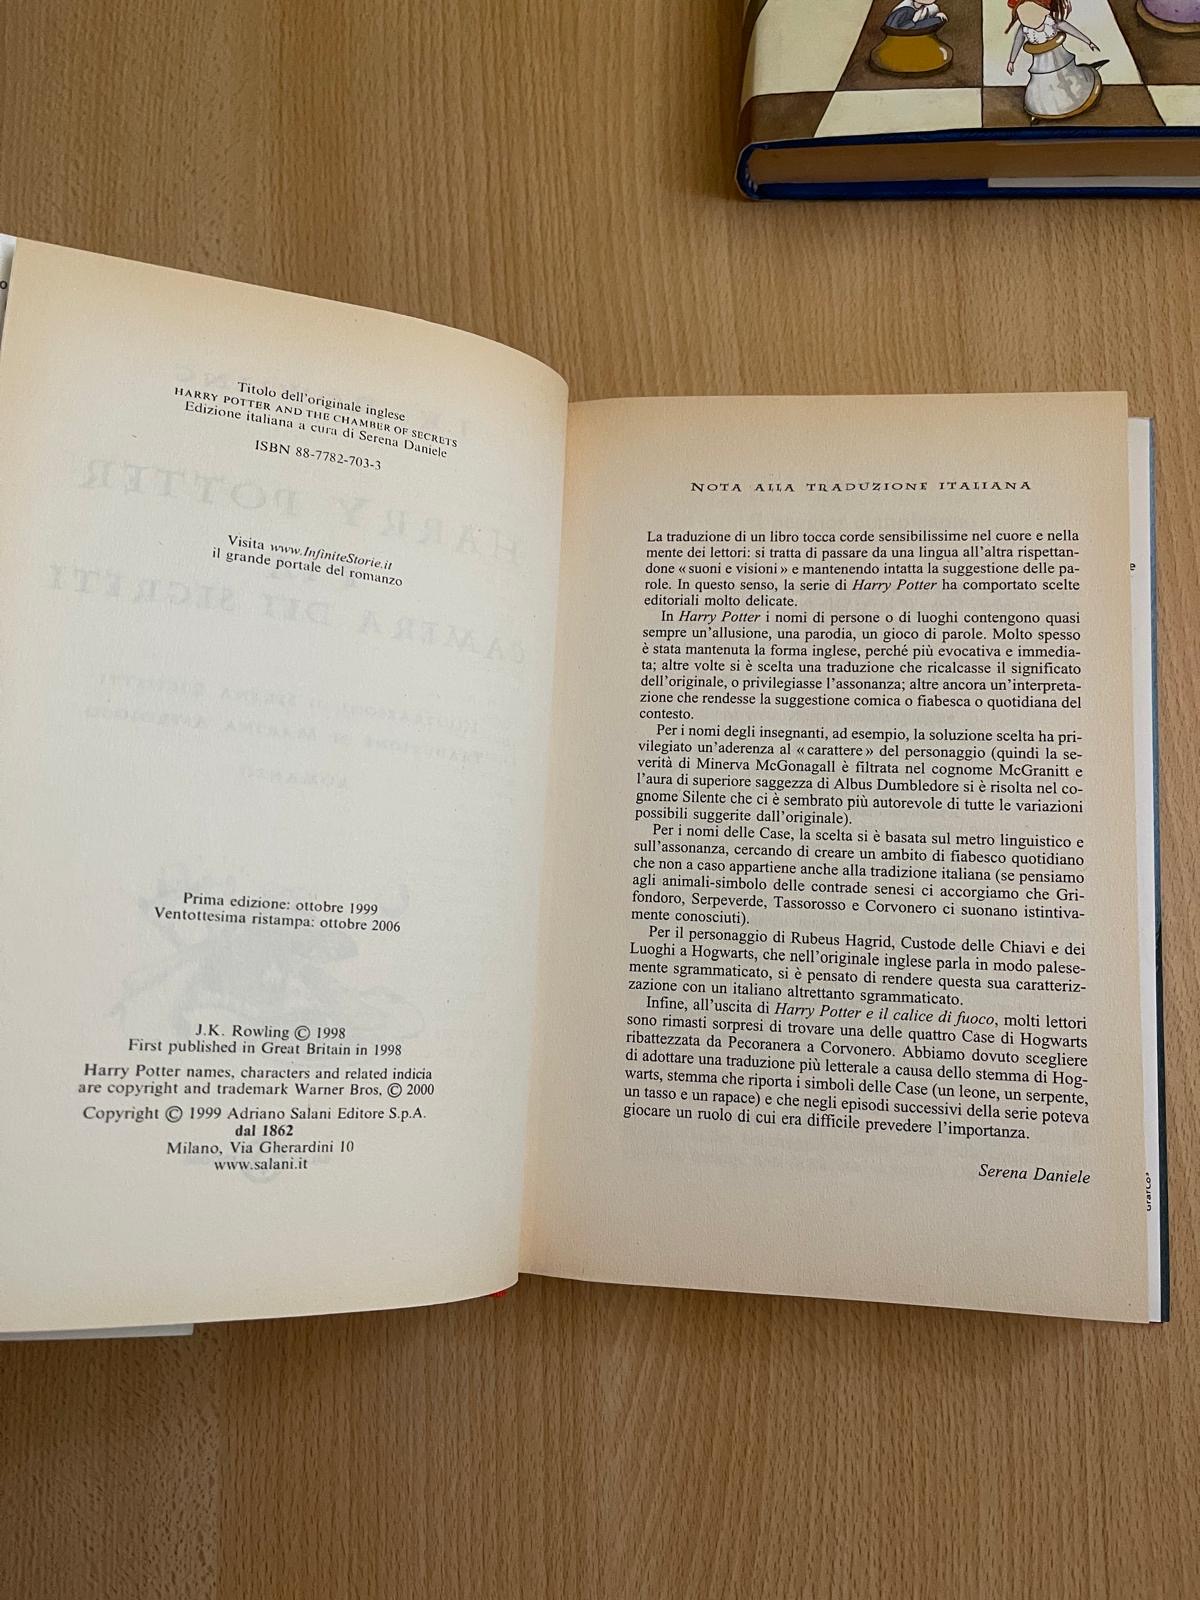 Titolo dell'originale inglese
HARRY POTTER AND THE CHAMBER OF SECRETS
Edizione italiana a cura di Serena Daniele
ISBN 88-7782-703-3
Visita www.InfiniteStorie.it
il grande portale del romanzo
Prima edizione: ottobre 1999
Ventottesima ristampa: ottobre 2006
J.K. Rowling © 1998
First published in Great Britain in 1998
Harry Potter names, characters and related indicia
are copyright and trademark Warner Bros, © 2000
Copyright © 1999 Adriano Salani Editore S.p.A.
dal 1862
Milano, Via Gherardini 10
www.salani.it
NOTA ALLA TRADUZIONE ITALIANA
La traduzione di un libro tocca corde sensibilissime nel cuore e nella
mente dei lettori: si tratta di passare da una lingua all'altra rispettan-
done «suoni e visioni» e mantenendo intatta la suggestione delle pa-
role. In questo senso, la serie di Harry Potter ha comportato scelte
editoriali molto delicate.
In Harry Potter i nomi di persone o di luoghi contengono quasi
sempre un'allusione, una parodia, un gioco di parole. Molto spesso
è stata mantenuta la forma inglese, perché più evocativa e immedia-
ta; altre volte si è scelta una traduzione che ricalcasse il significato
dell'originale, o privilegiasse l'assonanza; altre ancora un'interpreta-
zione che rendesse la suggestione comica o fiabesca o quotidiana del
contesto.
Per i nomi degli insegnanti, ad esempio, la soluzione scelta ha pri-
vilegiato un'aderenza al «carattere» del personaggio (quindi la se-
verità di Minerva McGonagall è filtrata nel cognome McGranitt e
l'aura di superiore saggezza di Albus Dumbledore si è risolta nel co-
gnome Silente che ci è sembrato più autorevole di tutte le variazioni
possibili suggerite dall'originale).
Per i nomi delle Case, la scelta si è basata sul metro linguistico e
sull'assonanza, cercando di creare un ambito di fiabesco quotidiano
che non a caso appartiene anche alla tradizione italiana (se pensiamo
agli animali-simbolo delle contrade senesi ci accorgiamo che Gri-
fondoro, Serpeverde, Tassorosso e Corvonero ci suonano istintiva-
mente conosciuti).
Per il personaggio di Rubeus Hagrid, Custode delle Chiavi e dei
Luoghi a Hogwarts, che nell'originale inglese parla in modo palese-
mente sgrammaticato, si è pensato di rendere questa sua caratteriz-
zazione con un italiano altrettanto sgrammaticato.
Infine, all'uscita di Harry Potter e il calice di fuoco, molti lettori
sono rimasti sorpresi di trovare una delle quattro Case di Hogwarts
ribattezzata da Pecoranera a Corvonero. Abbiamo dovuto scegliere
di adottare una traduzione più letterale a causa dello stemma di Hog-
warts, stemma che riporta i simboli delle Case (un leone, un serpente,
un tasso e un rapace) e che negli episodi successivi della serie poteva
giocare un ruolo di cui era difficile prevedere l'importanza.
Serena Daniele